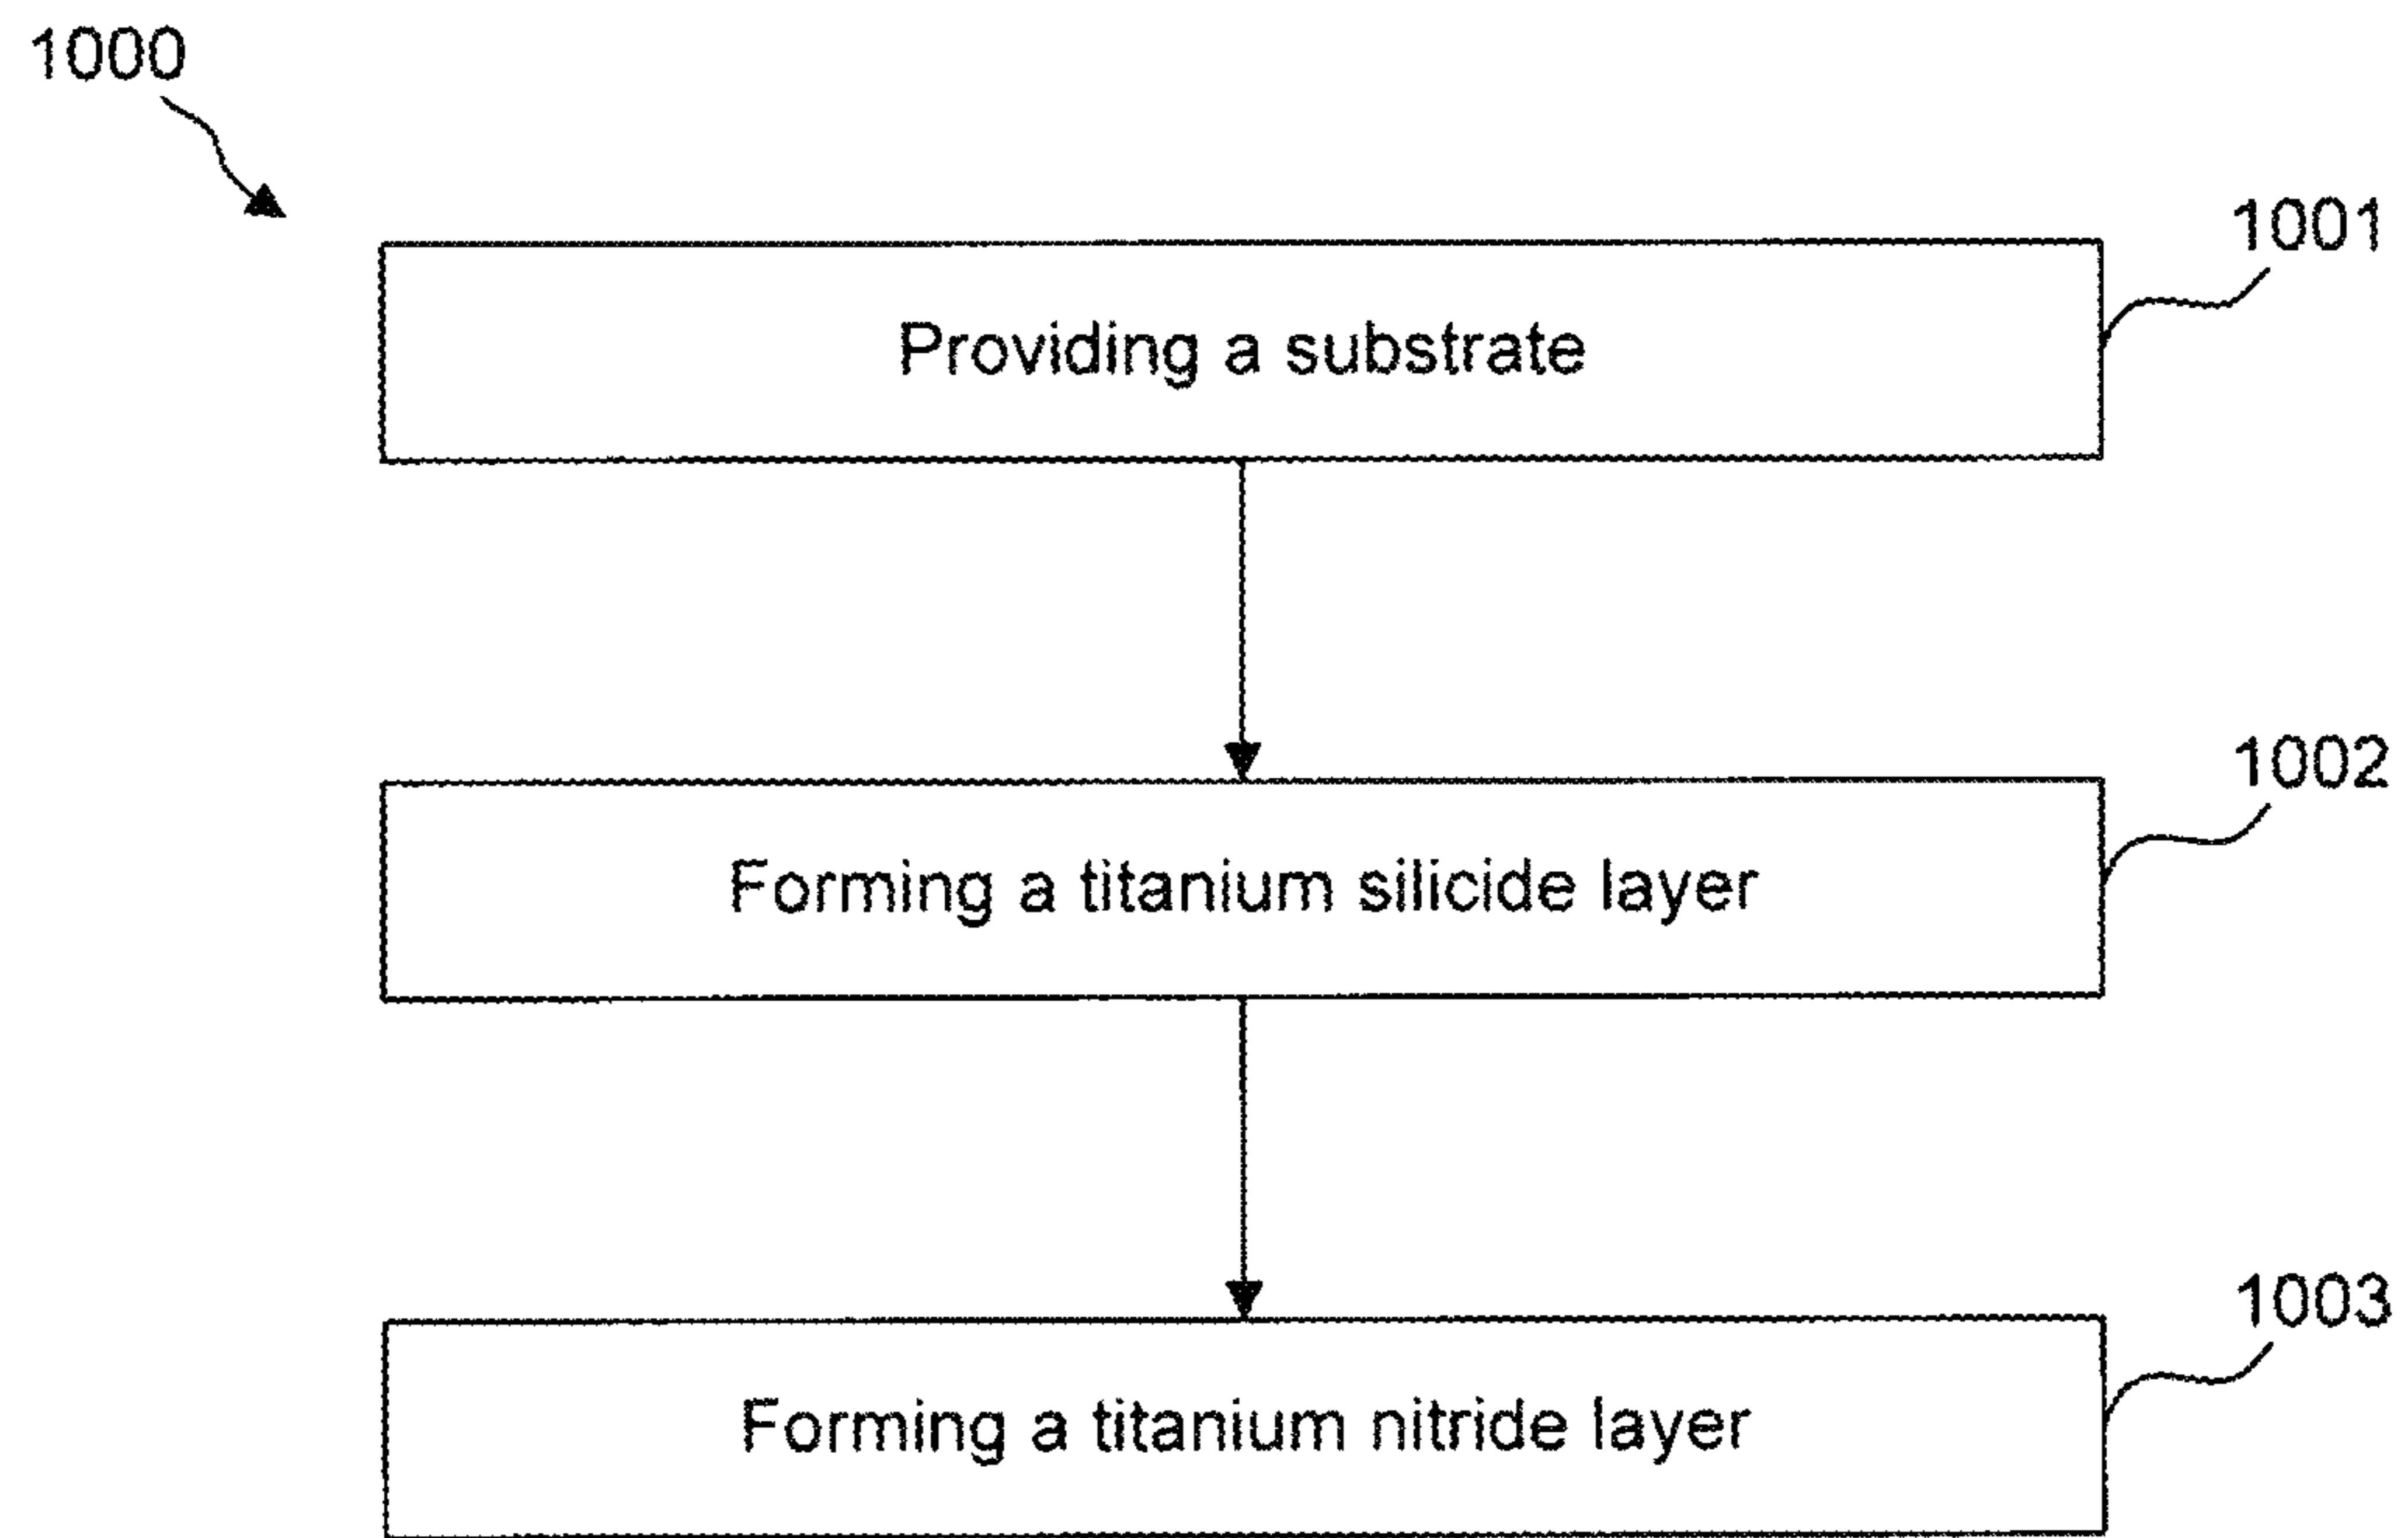 1000
1001
Providing a substrate
1002
Forming a titanium silicide layer
1003
Forming a titanium nitride layer